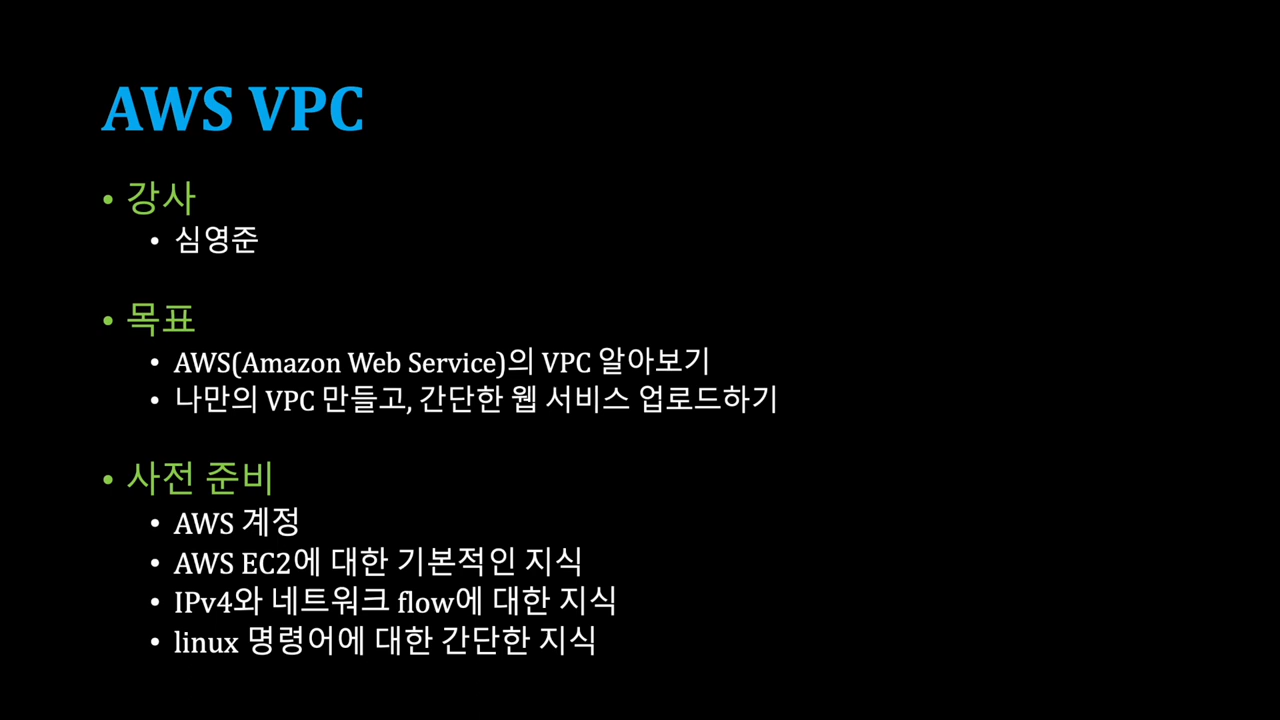 AWS VPC
• 강사
• 심영준
• 목표
• AWS(Amazon Web Service)의 VPC 알아보기
• 나만의 VPC 만들고, 간단한 웹 서비스 업로드하기
• 사전 준비
• AWS 계정
• AWS EC2에 대한 기본적인 지식
• IPv4와 네트워크 flow에 대한 지식
• linux 명령어에 대한 간단한 지식